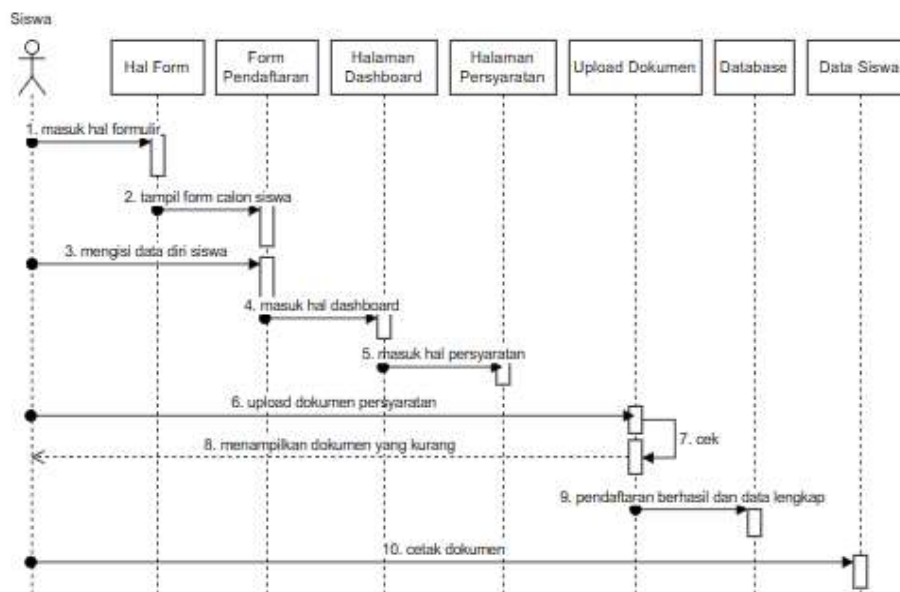 Siswa
Hal Form
Form
Pendaftaran
Halaman
Dashboard
Halaman
Persyaratan
Upload Dokumen
Database
Data Siswa
1. masuk hal formulir
2. tampil form calon siswa
3. mengisi data diri siswa
4. masuk hal dashboard
5. masuk hal persyaratan
6. upload dokumen persyaratan
7. cek
8. menampilkan dokumen yang kurang
9. pendaftaran berhasil dan data lengkap
10. cetak dokumen